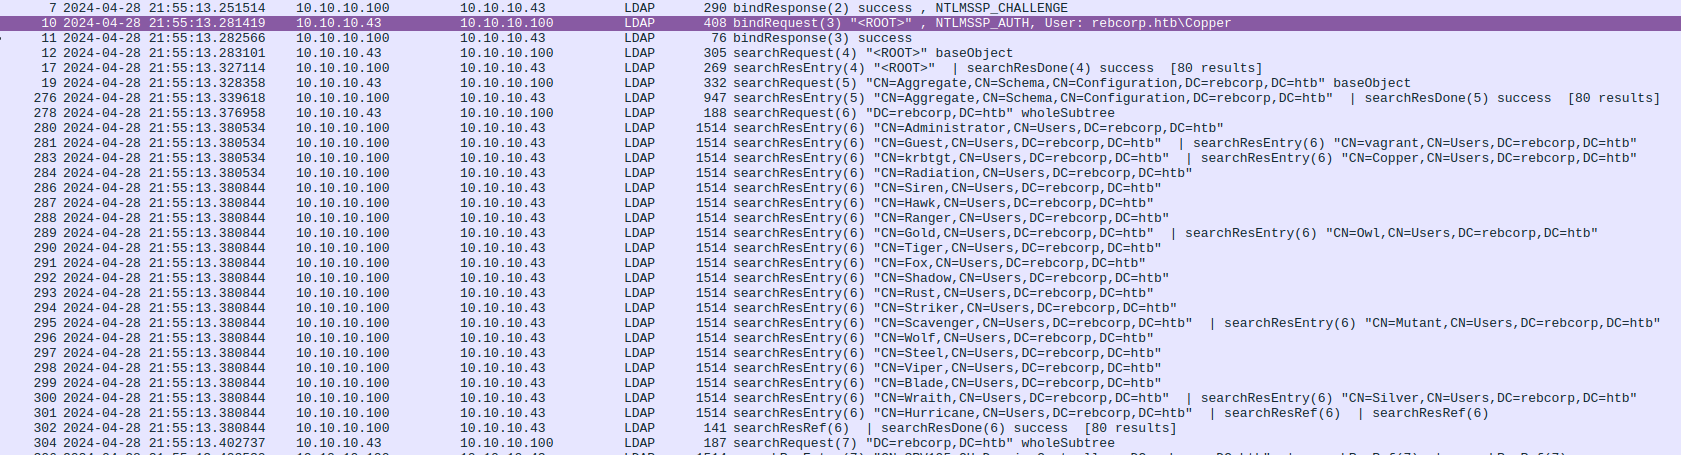 7 2024-04-28 21:55:13.251514 10.10.10.100 10.10.10.43 LDAP 290 bindResponse(2) success , NTLMSSP_CHALLENGE
10 2024-04-28 21:55:13.281419 10.10.10.43 10.10.10.100 LDAP 408 bindRequest(3) "<ROOT>" , NTLMSSP_AUTH, User: rebcorp.htb\Copper
11 2024-04-28 21:55:13.282566 10.10.10.100 10.10.10.43 LDAP 76 bindResponse(3) success
12 2024-04-28 21:55:13.283101 10.10.10.43 10.10.10.100 LDAP 305 searchRequest(4) "<ROOT>" baseObject
17 2024-04-28 21:55:13.327114 10.10.10.100 10.10.10.43 LDAP 269 searchResEntry(4) "<ROOT>" | searchResDone(4) success [80 results]
19 2024-04-28 21:55:13.328358 10.10.10.43 10.10.10.100 LDAP 332 searchRequest(5) "CN=Aggregate,CN=Schema,CN=Configuration,DC=rebcorp,DC=htb" baseObject
276 2024-04-28 21:55:13.339618 10.10.10.100 10.10.10.43 LDAP 947 searchResEntry(5) "CN=Aggregate,CN=Schema,CN=Configuration,DC=rebcorp,DC=htb" | searchResDone(5) success [80 results]
278 2024-04-28 21:55:13.376958 10.10.10.43 10.10.10.100 LDAP 188 searchRequest(6) "DC=rebcorp,DC=htb" wholeSubtree
280 2024-04-28 21:55:13.380534 10.10.10.100 10.10.10.43 LDAP 1514 searchResEntry(6) "CN=Administrator,CN=Users,DC=rebcorp,DC=htb"
281 2024-04-28 21:55:13.380534 10.10.10.100 10.10.10.43 LDAP 1514 searchResEntry(6) "CN=Guest,CN=Users,DC=rebcorp,DC=htb" | searchResEntry(6) "CN=vagrant,CN=Users,DC=rebcorp,DC=htb"
283 2024-04-28 21:55:13.380534 10.10.10.100 10.10.10.43 LDAP 1514 searchResEntry(6) "CN=krbtgt,CN=Users,DC=rebcorp,DC=htb" | searchResEntry(6) "CN=Copper,CN=Users,DC=rebcorp,DC=htb"
284 2024-04-28 21:55:13.380534 10.10.10.100 10.10.10.43 LDAP 1514 searchResEntry(6) "CN=Radiation,CN=Users,DC=rebcorp,DC=htb"
286 2024-04-28 21:55:13.380844 10.10.10.100 10.10.10.43 LDAP 1514 searchResEntry(6) "CN=Siren,CN=Users,DC=rebcorp,DC=htb"
287 2024-04-28 21:55:13.380844 10.10.10.100 10.10.10.43 LDAP 1514 searchResEntry(6) "CN=Hawk,CN=Users,DC=rebcorp,DC=htb"
288 2024-04-28 21:55:13.380844 10.10.10.100 10.10.10.43 LDAP 1514 searchResEntry(6) "CN=Ranger,CN=Users,DC=rebcorp,DC=htb"
289 2024-04-28 21:55:13.380844 10.10.10.100 10.10.10.43 LDAP 1514 searchResEntry(6) "CN=Gold,CN=Users,DC=rebcorp,DC=htb" | searchResEntry(6) "CN=Owl,CN=Users,DC=rebcorp,DC=htb"
290 2024-04-28 21:55:13.380844 10.10.10.100 10.10.10.43 LDAP 1514 searchResEntry(6) "CN=Tiger,CN=Users,DC=rebcorp,DC=htb"
291 2024-04-28 21:55:13.380844 10.10.10.100 10.10.10.43 LDAP 1514 searchResEntry(6) "CN=Fox,CN=Users,DC=rebcorp,DC=htb"
292 2024-04-28 21:55:13.380844 10.10.10.100 10.10.10.43 LDAP 1514 searchResEntry(6) "CN=Shadow,CN=Users,DC=rebcorp,DC=htb"
293 2024-04-28 21:55:13.380844 10.10.10.100 10.10.10.43 LDAP 1514 searchResEntry(6) "CN=Rust,CN=Users,DC=rebcorp,DC=htb"
294 2024-04-28 21:55:13.380844 10.10.10.100 10.10.10.43 LDAP 1514 searchResEntry(6) "CN=Striker,CN=Users,DC=rebcorp,DC=htb"
295 2024-04-28 21:55:13.380844 10.10.10.100 10.10.10.43 LDAP 1514 searchResEntry(6) "CN=Scavenger,CN=Users,DC=rebcorp,DC=htb" | searchResEntry(6) "CN=Mutant,CN=Users,DC=rebcorp,DC=htb"
296 2024-04-28 21:55:13.380844 10.10.10.100 10.10.10.43 LDAP 1514 searchResEntry(6) "CN=Wolf,CN=Users,DC=rebcorp,DC=htb"
297 2024-04-28 21:55:13.380844 10.10.10.100 10.10.10.43 LDAP 1514 searchResEntry(6) "CN=Steel,CN=Users,DC=rebcorp,DC=htb"
298 2024-04-28 21:55:13.380844 10.10.10.100 10.10.10.43 LDAP 1514 searchResEntry(6) "CN=Viper,CN=Users,DC=rebcorp,DC=htb"
299 2024-04-28 21:55:13.380844 10.10.10.100 10.10.10.43 LDAP 1514 searchResEntry(6) "CN=Blade,CN=Users,DC=rebcorp,DC=htb"
300 2024-04-28 21:55:13.380844 10.10.10.100 10.10.10.43 LDAP 1514 searchResEntry(6) "CN=Wraith,CN=Users,DC=rebcorp,DC=htb" | searchResEntry(6) "CN=Silver,CN=Users,DC=rebcorp,DC=htb"
301 2024-04-28 21:55:13.380844 10.10.10.100 10.10.10.43 LDAP 1514 searchResEntry(6) "CN=Hurricane,CN=Users,DC=rebcorp,DC=htb" | searchResRef(6) | searchResRef(6)
302 2024-04-28 21:55:13.380844 10.10.10.100 10.10.10.43 LDAP 141 searchResRef(6) | searchResDone(6) success [80 results]
304 2024-04-28 21:55:13.402737 10.10.10.43 10.10.10.100 LDAP 187 searchRequest(7) "DC=rebcorp,DC=htb" wholeSubtree